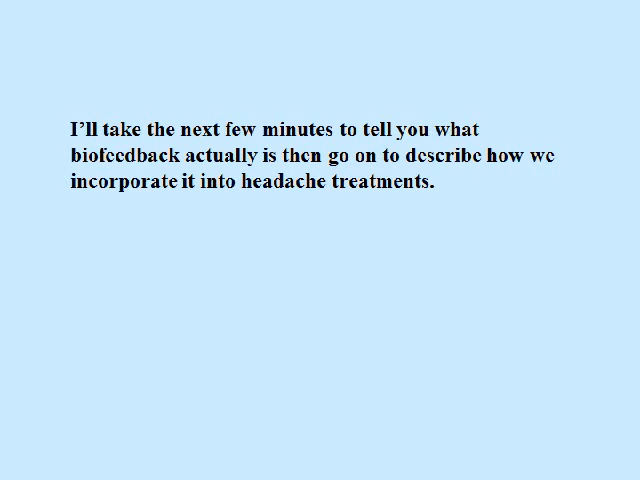 I’ll take the next few minutes to tell you what
biofeedback actually is then go on to describe how we
incorporate it into headache treatments.